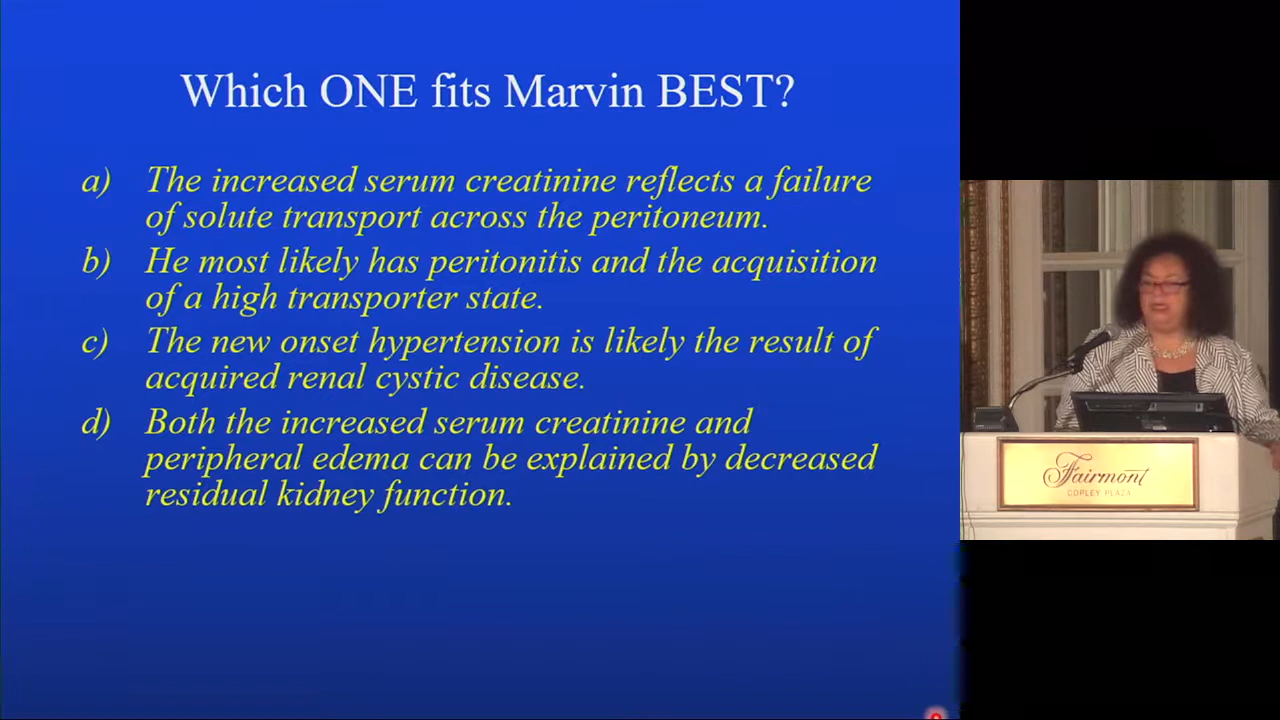 Which ONE fits Marvin BEST?
a) The increased serum creatinine reflects a failure
of solute transport across the peritoneum.
b) He most likely has peritonitis and the acquisition
of a high transporter state.
c) The new onset hypertension is likely the result of
acquired renal cystic disease.
d) Both the increased serum creatinine and
peripheral edema can be explained by decreased
residual kidney function.
Fairmont
COPLEY PLAZA